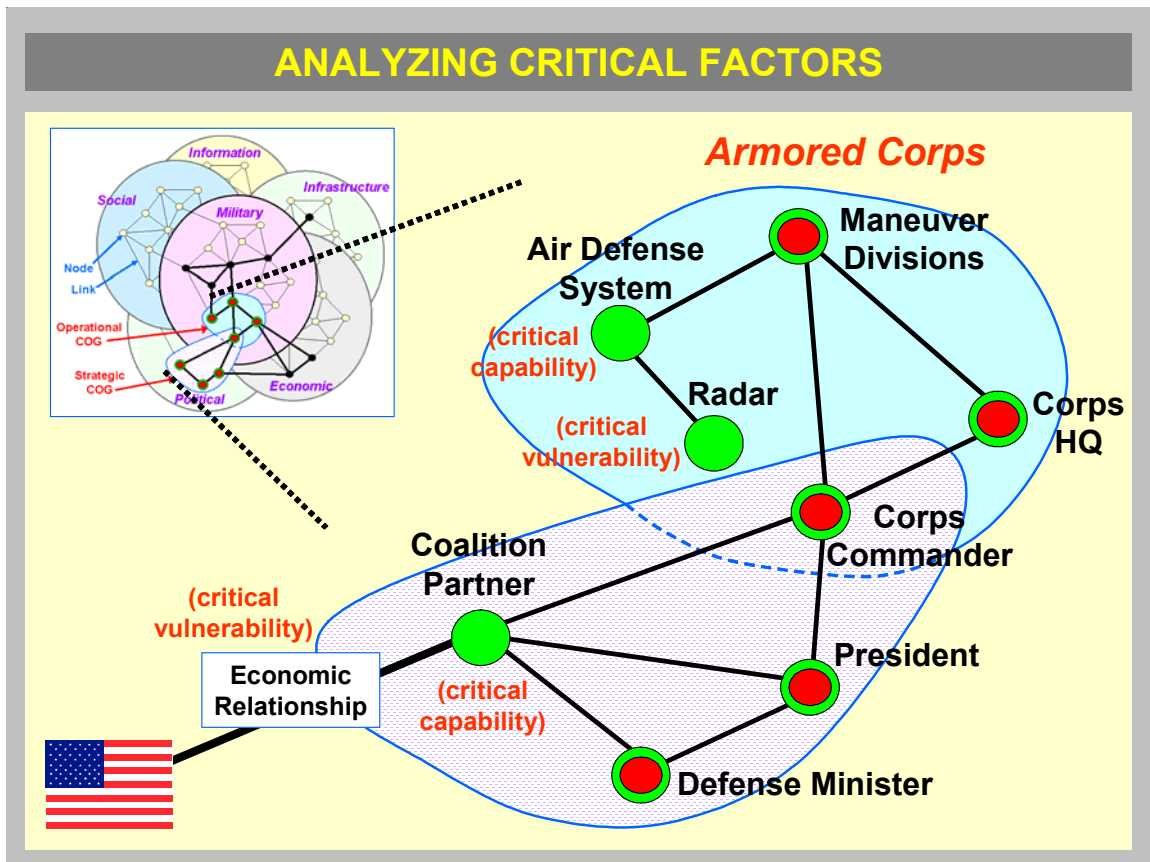 ANALYZING CRITICAL FACTORS
Information
Social
Infrastructure
Military
Node
Link
Operational
COG
Strategic
COG
Economic
Political
Armored Corps
Maneuver
Divisions
Air Defense
System
(critical
capability)
Radar
(critical
vulnerability)
Corps
HQ
Corps
Commander
Coalition
Partner
(critical
vulnerability)
Economic
Relationship
(critical
capability)
President
Defense Minister